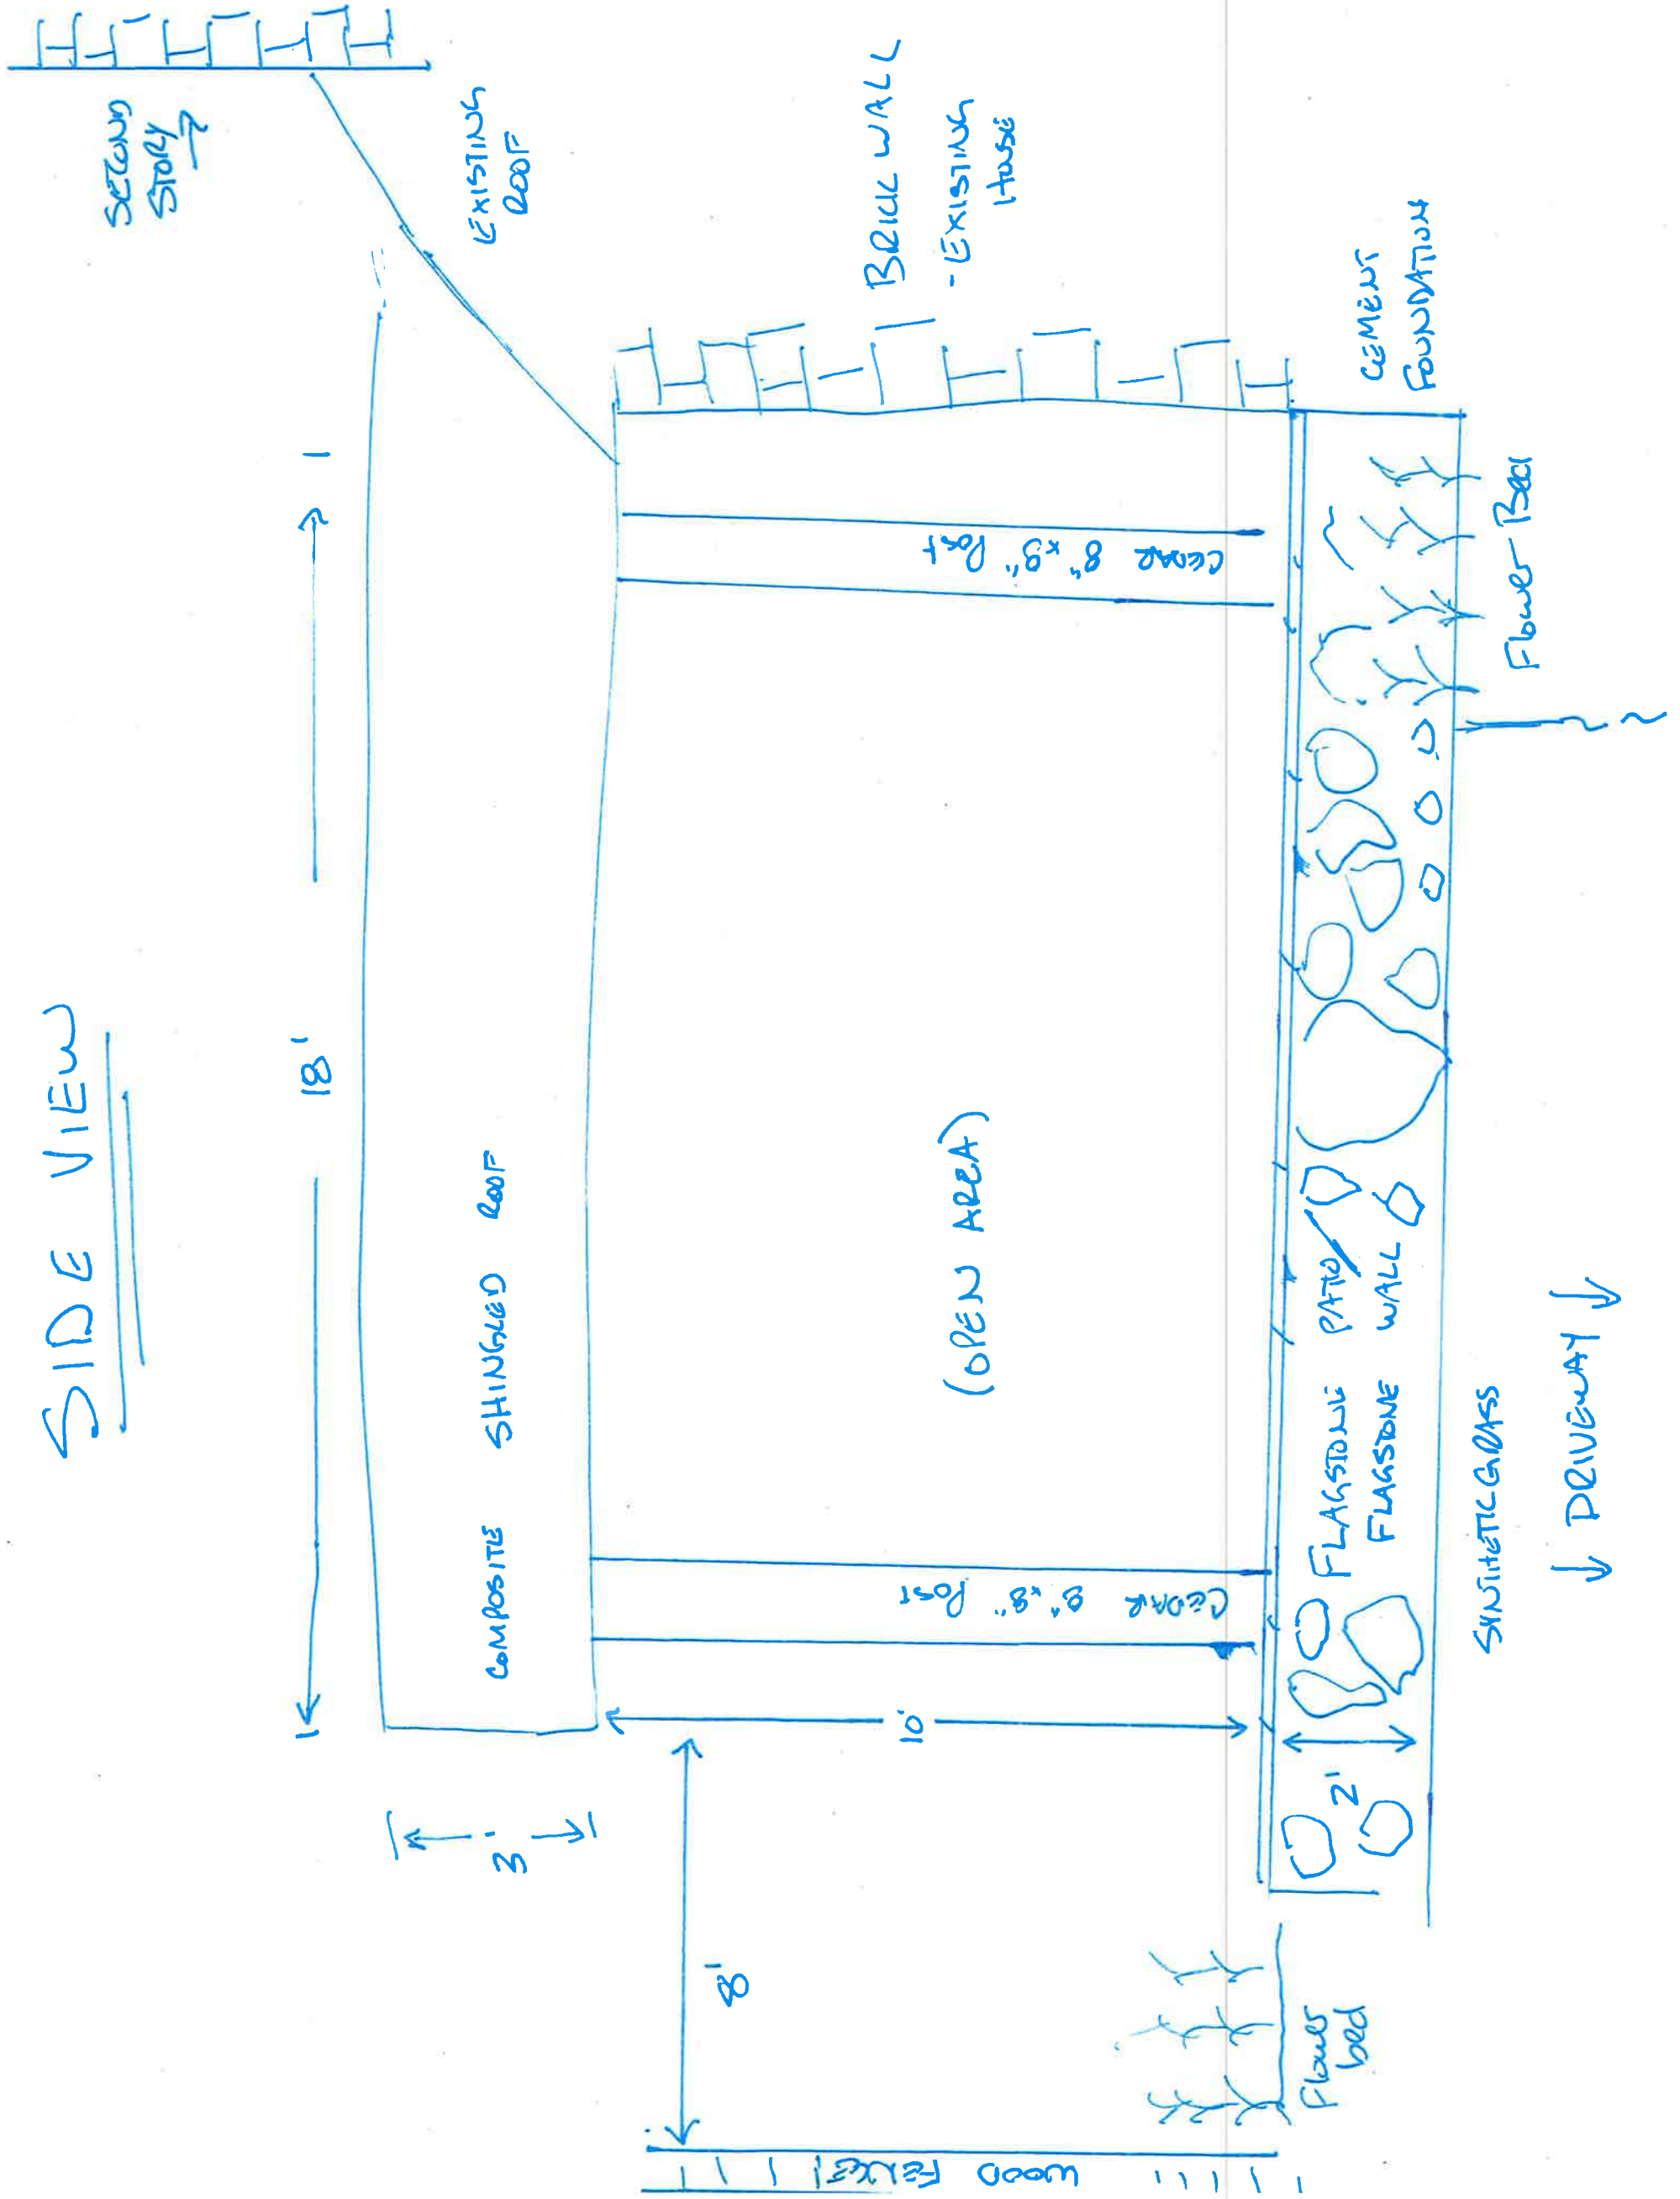 SIDE VIEW
SECOND
STORY
18'
EXISTING
ROOF
3'
COMPOSITE SHINGLED ROOF
8'
10'
CEDAR 8"x8" Post
(OPEN AREA)
CEDAR 8"x8" Post
BRICK WALL
-EXISTING
HOUSE
WOOD FENCE
Flower
bed
2'
FLAGSTONE PATIO
FLAGSTONE WALL
CEMENT
FOUNDATION
SYNTHETIC GRASS
Flower Bed
DRIVEWAY